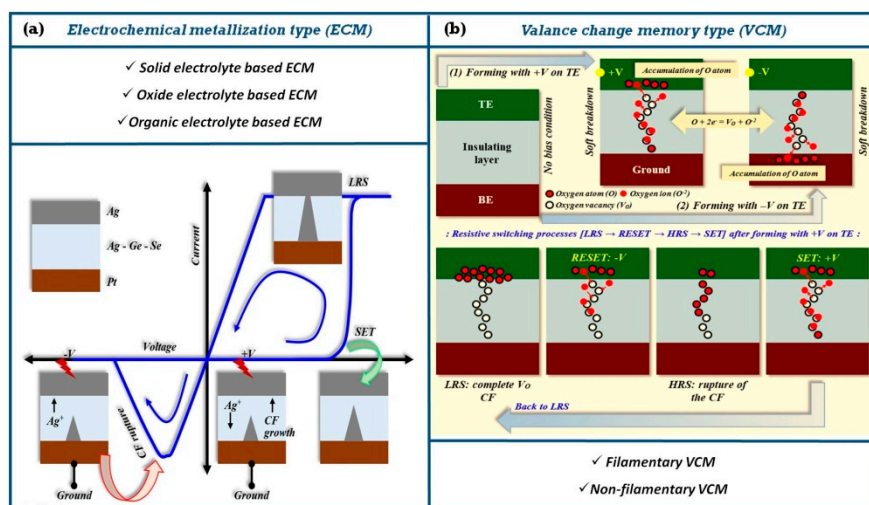 (a) Electrochemical metallization type (ECM)
✓ Solid electrolyte based ECM
✓ Oxide electrolyte based ECM
✓ Organic electrolyte based ECM
LRS
Ag
Current
Ag - Ge - Se
Pt
SET
-V
Voltage
+V
Ag⁺
CF rupture
Ag⁺
CF
growth
Ground
Ground
(b) Valance change memory type (VCM)
(1) Forming with +V on TE
+V
Accumulation of O atom
-V
TE
Insulating
layer
BE
No bias condition
Soft breakdown
O + 2e⁻ = Vo + O⁻²
Soft breakdown
Ground
Accumulation of O atom
Oxygen atom (O)
Oxygen ion (O⁻²)
Oxygen vacancy (Vo)
(2) Forming with –V on TE
: Resistive switching processes [LRS → RESET → HRS → SET] after forming with +V on TE :
RESET: -V
SET: +V
LRS: complete Vo
CF
HRS: rupture of
the CF
Back to LRS
✓ Filamentary VCM
✓ Non-filamentary VCM